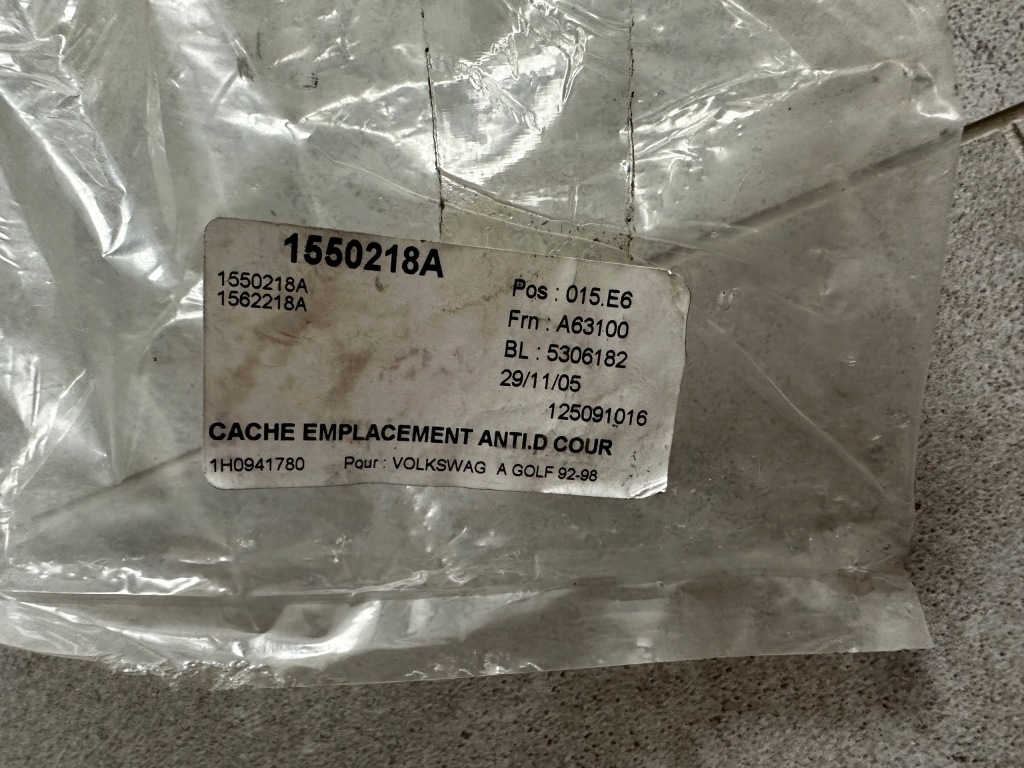 1550218A
1550218A
1562218A
Pos : 015.E6
Frn : A63100
BL : 5306182
29/11/05
125091016
CACHE EMPLACEMENT ANTI.D COUR
1H0941780 Pour : VOLKSWAG A GOLF 92-98